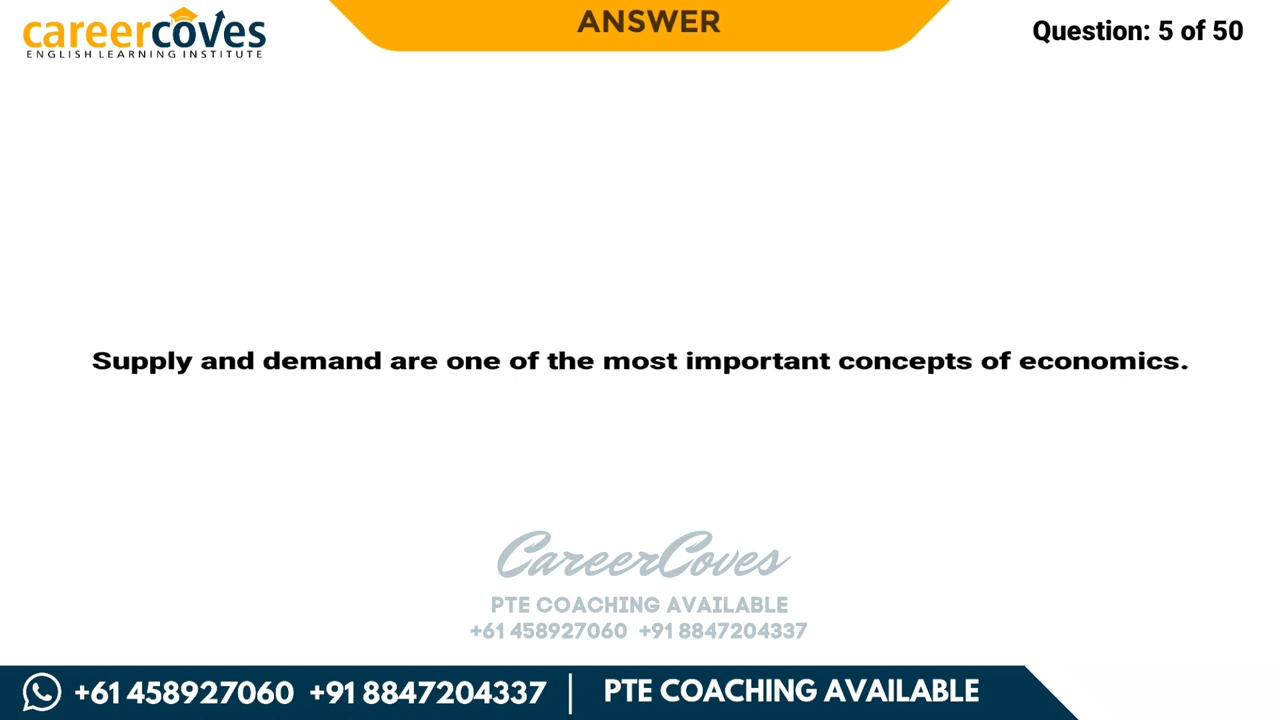 careercoves
ENGLISH LEARNING INSTITUTE
ANSWER
Question: 5 of 50
Supply and demand are one of the most important concepts of economics.
CareerCoves
PTE COACHING AVAILABLE
+61 458927060 +91 8847204337
+61 458927060 +91 8847204337 | PTE COACHING AVAILABLE